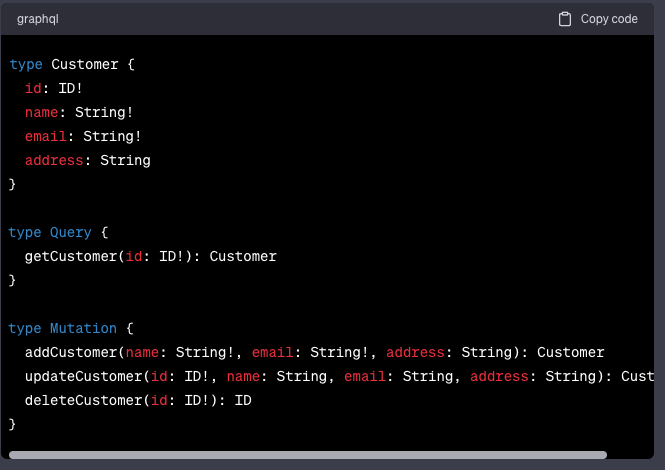 graphql
Copy code
type Customer {
  id: ID!
  name: String!
  email: String!
  address: String
}
type Query {
  getCustomer(id: ID!): Customer
}
type Mutation {
  addCustomer(name: String!, email: String!, address: String): Customer
  updateCustomer(id: ID!, name: String, email: String, address: String): Cust
  deleteCustomer(id: ID!): ID
}